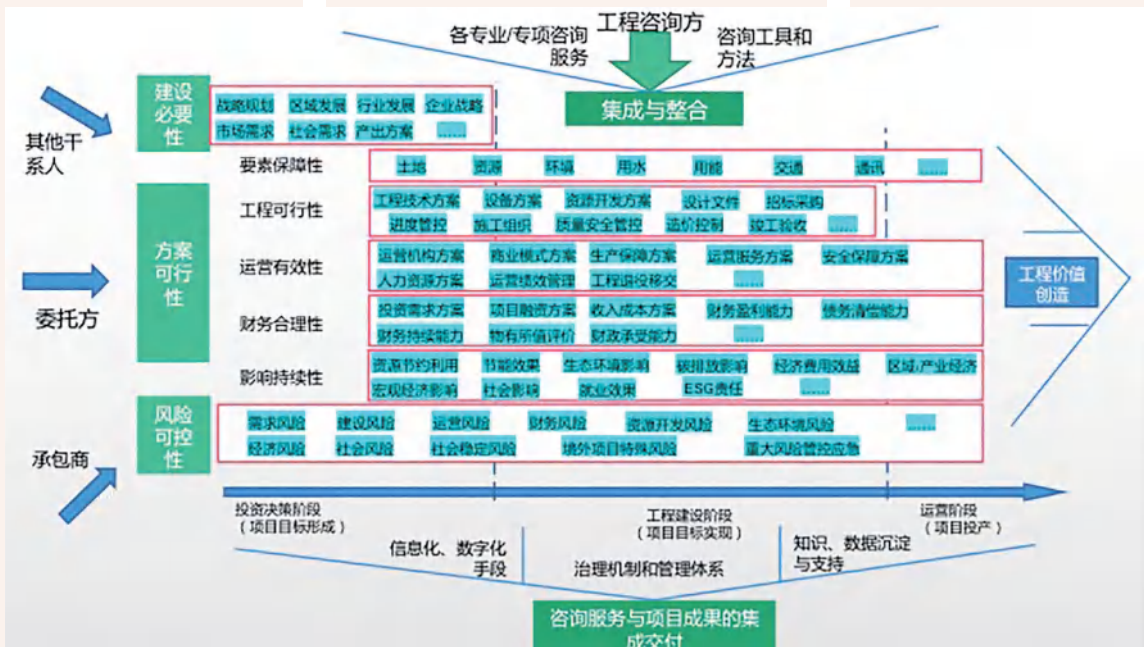 工程咨询方
各专业/专项咨询
服务
咨询工具和
方法
集成与整合
建设
必要
性
战略规划 区域发展 行业发展 企业战略
市场需求 社会需求 产出方案 ……
其他干
系人
要素保障性
土地 资源 环境 用水 用能 交通 通讯 ……
方案
可行
性
工程可行性
工程技术方案 设备方案 资源开发方案 设计文件 招标采购
进度管控 施工组织 质量安全管控 造价控制 竣工验收 ……
运营有效性
运营机构方案 商业模式方案 生产保障方案 运营服务方案 安全保障方案
人力资源方案 运营绩效管理 工程退役移交 ……
委托方
财务合理性
投资需求方案 项目融资方案 收入成本方案 财务盈利能力 债务清偿能力
财务持续能力 物有所值评价 财政承受能力 ……
影响持续性
资源节约利用 节能效果 生态环境影响 碳排放影响 经济费用效益 区域/产业经济
宏观经济影响 社会影响 就业效果 ESG责任 ……
工程价值
创造
风险
可控
性
需求风险 建设风险 运营风险 财务风险 资源开发风险 生态环境风险 ……
经济风险 社会风险 社会稳定风险 境外项目特殊风险 重大风险管控应急
承包商
投资决策阶段
（项目目标形成）
工程建设阶段
（项目目标实现）
运营阶段
（项目投产）
信息化、数字化
手段
治理机制和管理体系
知识、数据沉淀
与支持
咨询服务与项目成果的集
成交付